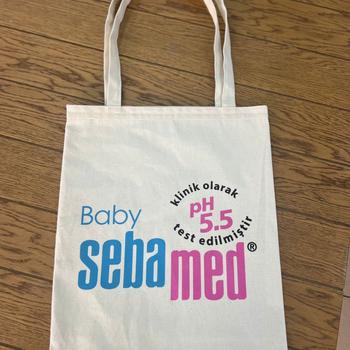 klinik olarak
pH
5.5
test edilmiştir
Baby
sebamed®